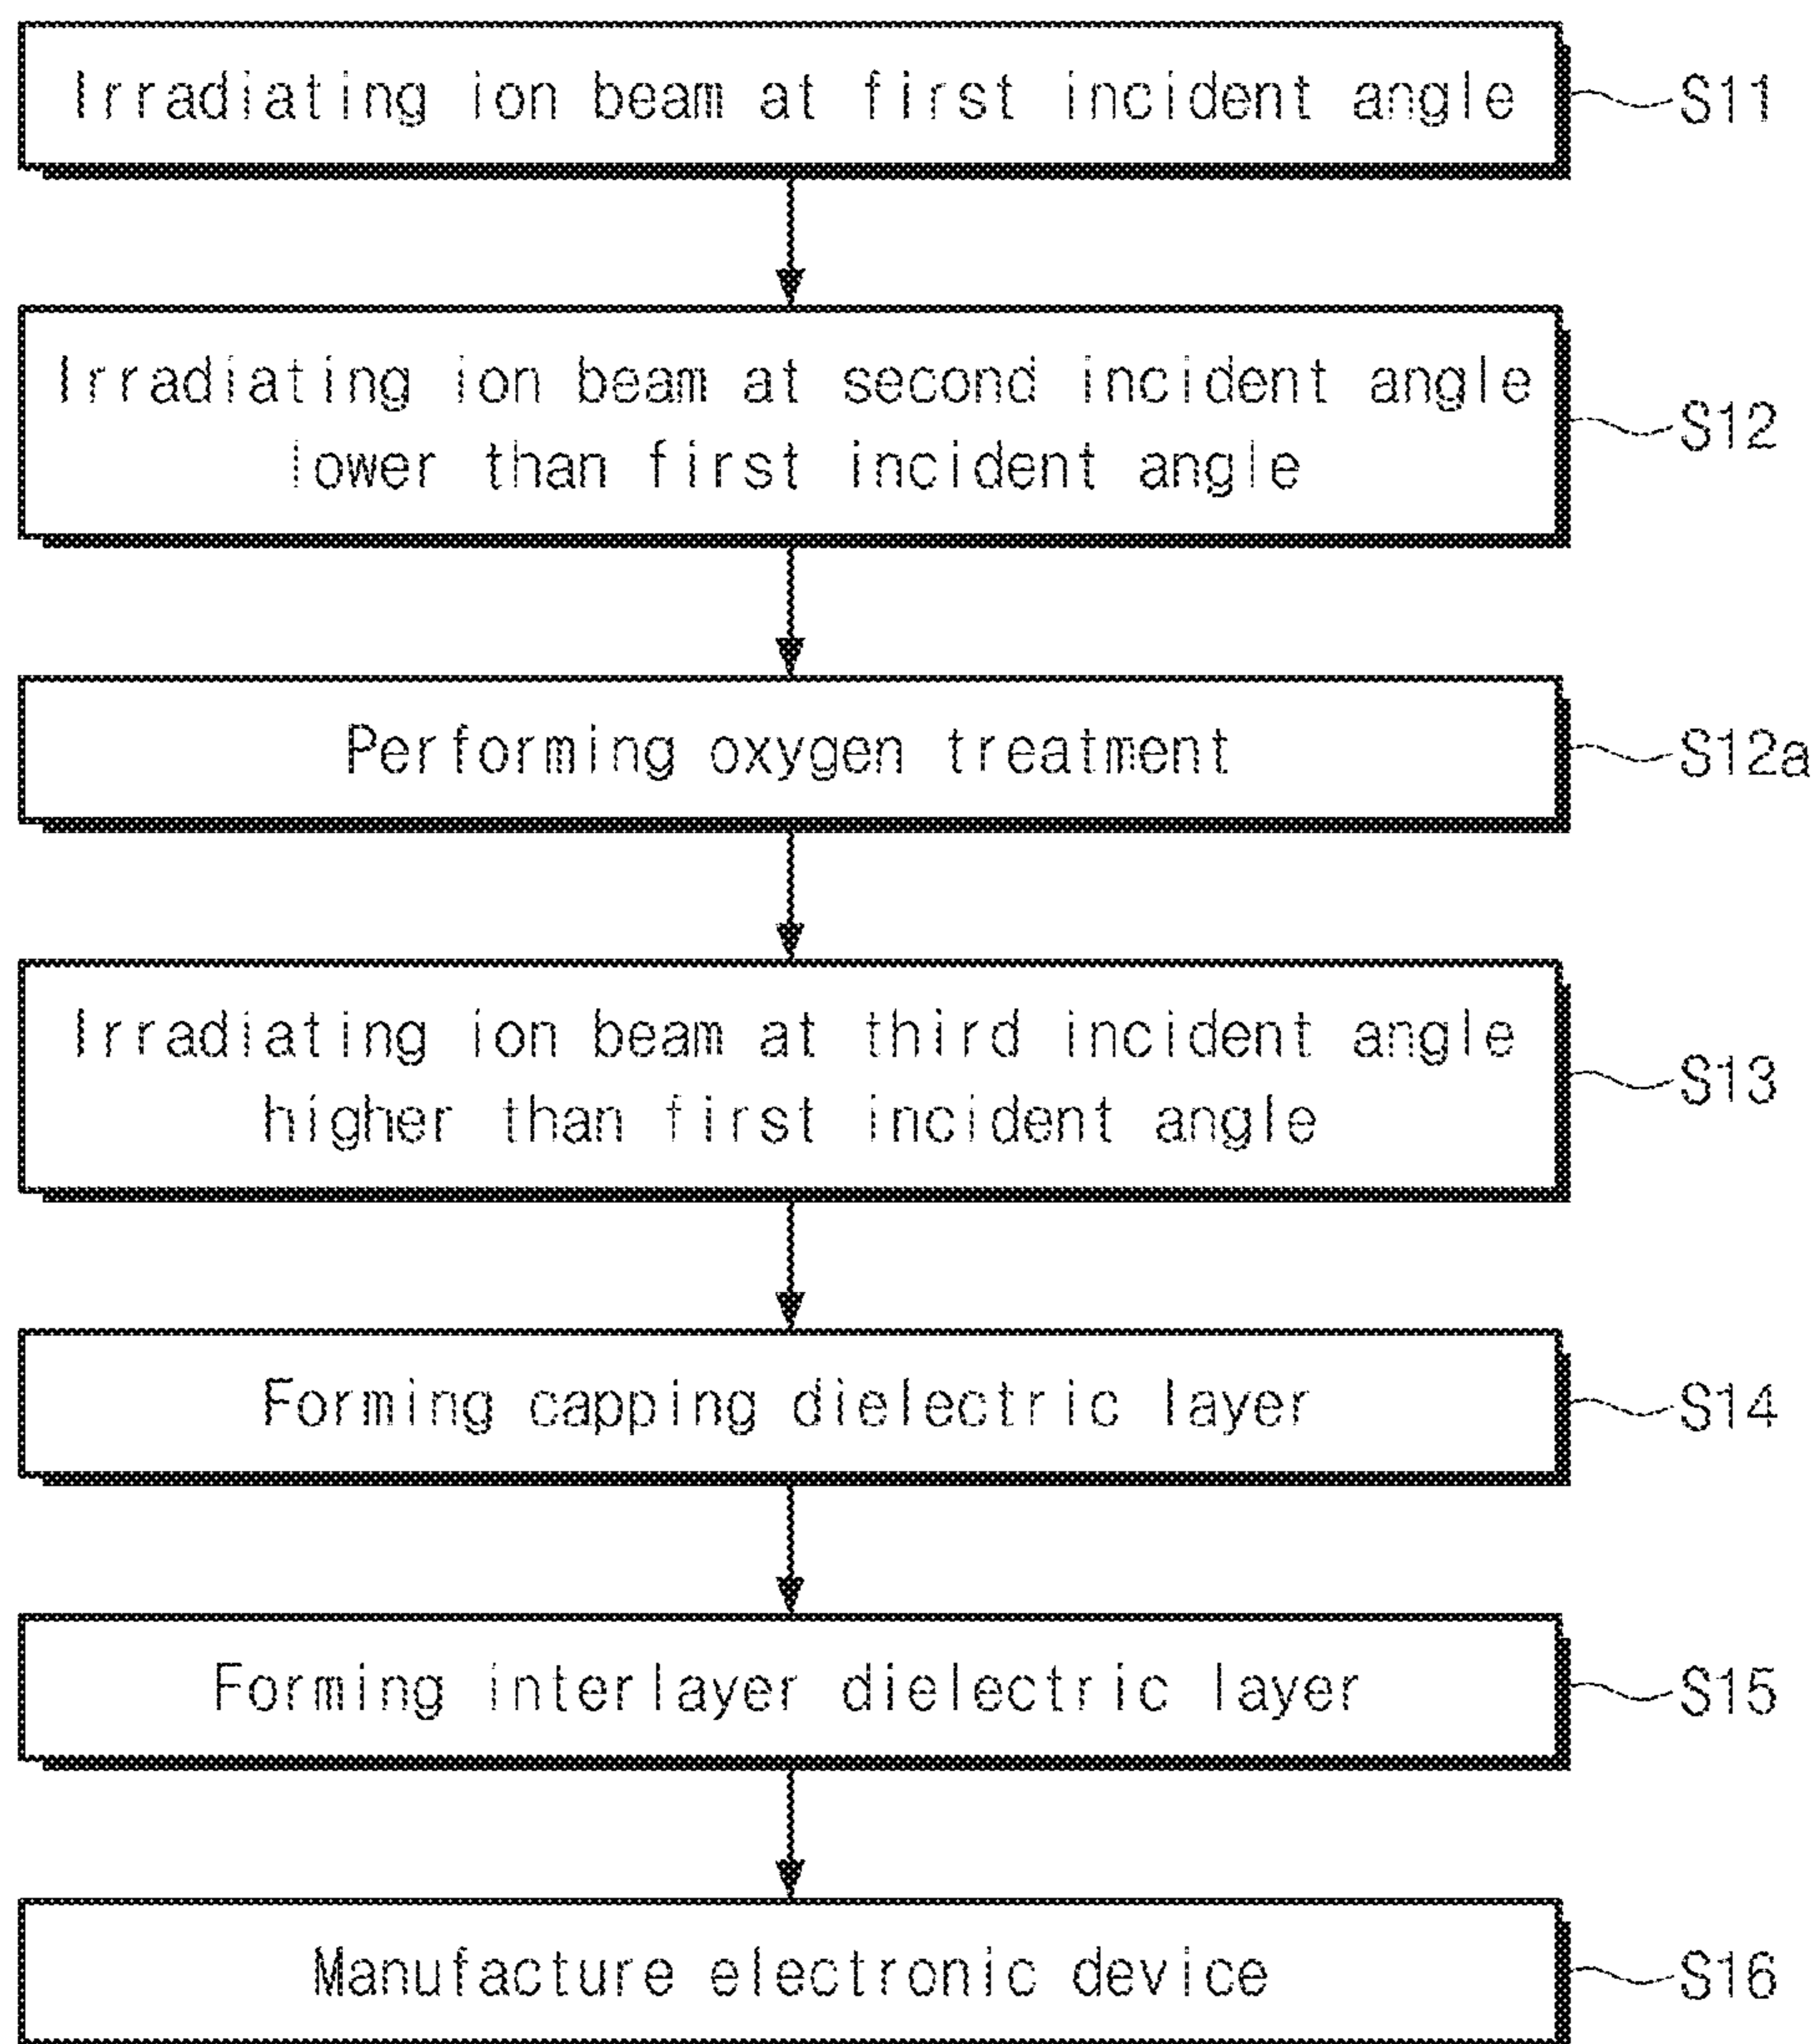 Irradiating ion beam at first incident angle
S11
Irradiating ion beam at second incident angle
lower than first incident angle
S12
Performing oxygen treatment
S12a
Irradiating ion beam at third incident angle
higher than first incident angle
S13
Forming capping dielectric layer
S14
Forming interlayer dielectric layer
S15
Manufacture electronic device
S16